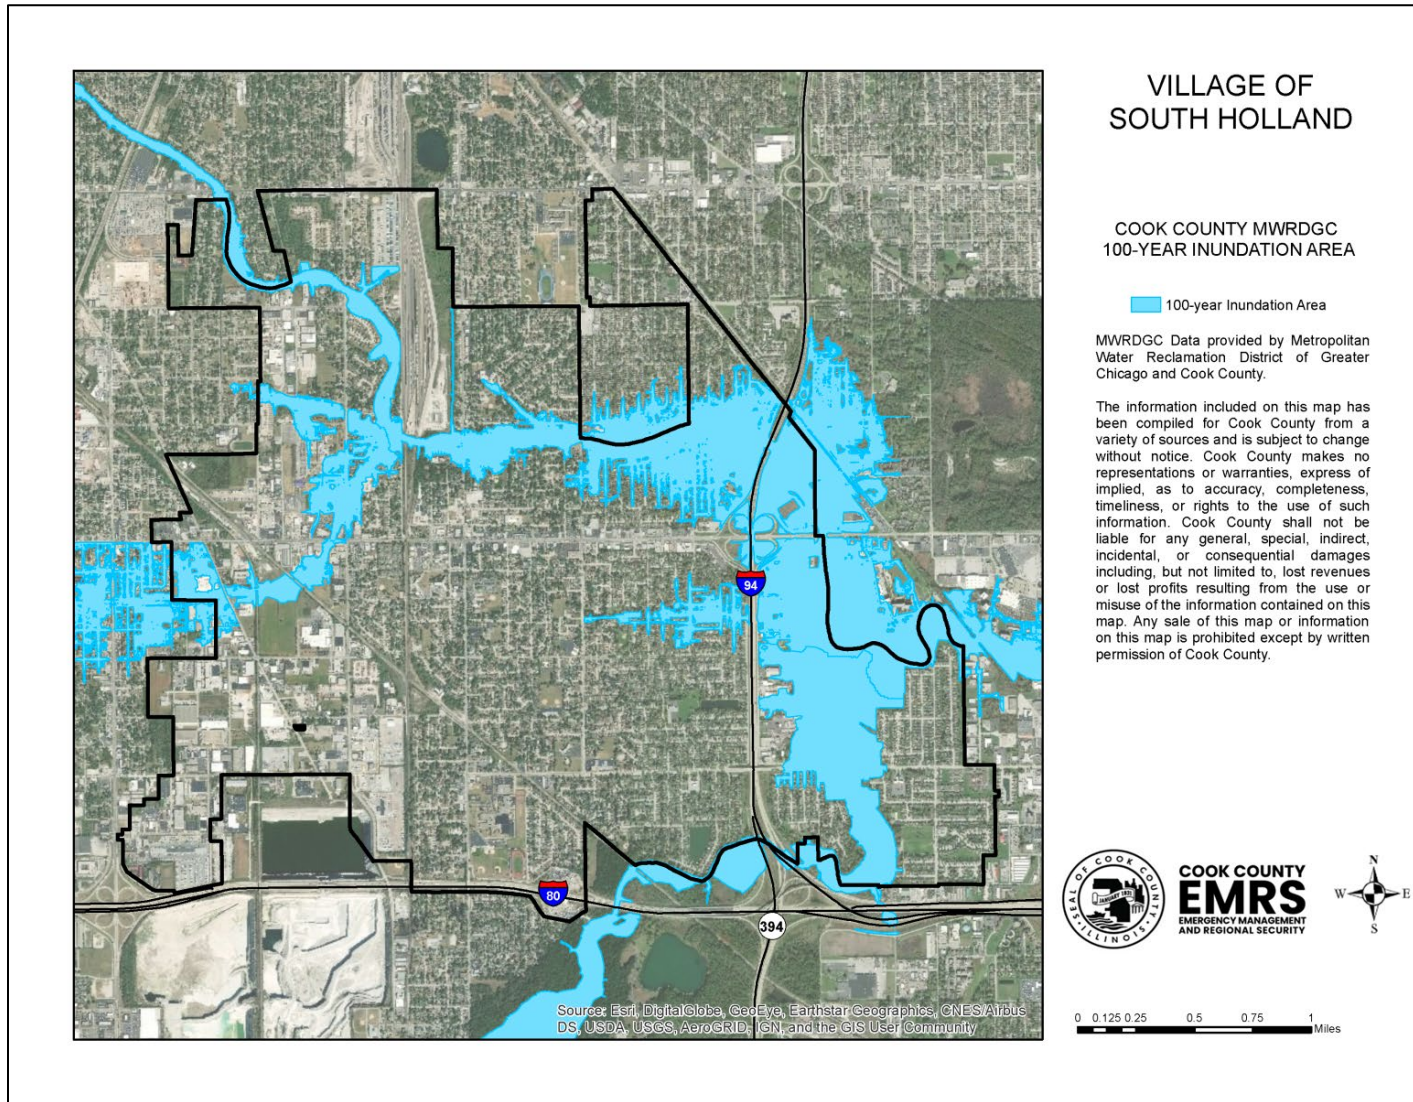 VILLAGE OF
SOUTH HOLLAND
COOK COUNTY MWRDGC
100-YEAR INUNDATION AREA
100-year Inundation Area
MWRDGC Data provided by Metropolitan
Water Reclamation District of Greater
Chicago and Cook County.
The information included on this map has
been compiled for Cook County from a
variety of sources and is subject to change
without notice. Cook County makes no
representations or warranties, express of
implied, as to accuracy, completeness,
timeliness, or rights to the use of such
information. Cook County shall not be
liable for any general, special, indirect,
incidental, or consequential damages
including, but not limited to, lost revenues
or lost profits resulting from the use or
misuse of the information contained on this
map. Any sale of this map or information
on this map is prohibited except by written
permission of Cook County.
94
80
394
Source: Esri, DigitalGlobe, GeoEye, Earthstar Geographics, CNES/Airbus
DS, USDA, USGS, AeroGRID, IGN, and the GIS User Community
SEAL OF COOK COUNTY
JANUARY 1831
ILLINOIS
COOK COUNTY
EMRS
EMERGENCY MANAGEMENT
AND REGIONAL SECURITY
N
W E
S
0 0.125 0.25 0.5 0.75 1
Miles